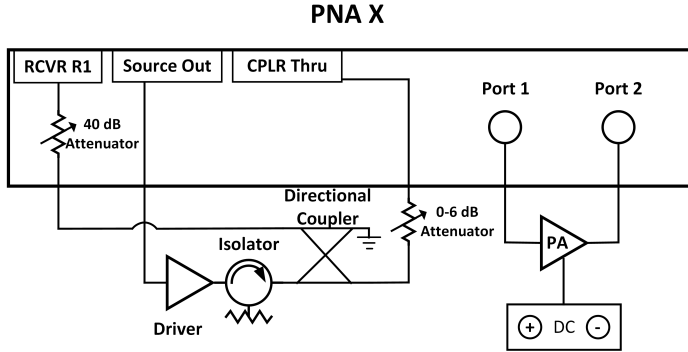 PNA X
RCVR R1
Source Out
CPLR Thru
Port 1
Port 2
40 dB
Attenuator
Directional
Coupler
0-6 dB
Attenuator
Isolator
PA
Driver
+ DC -